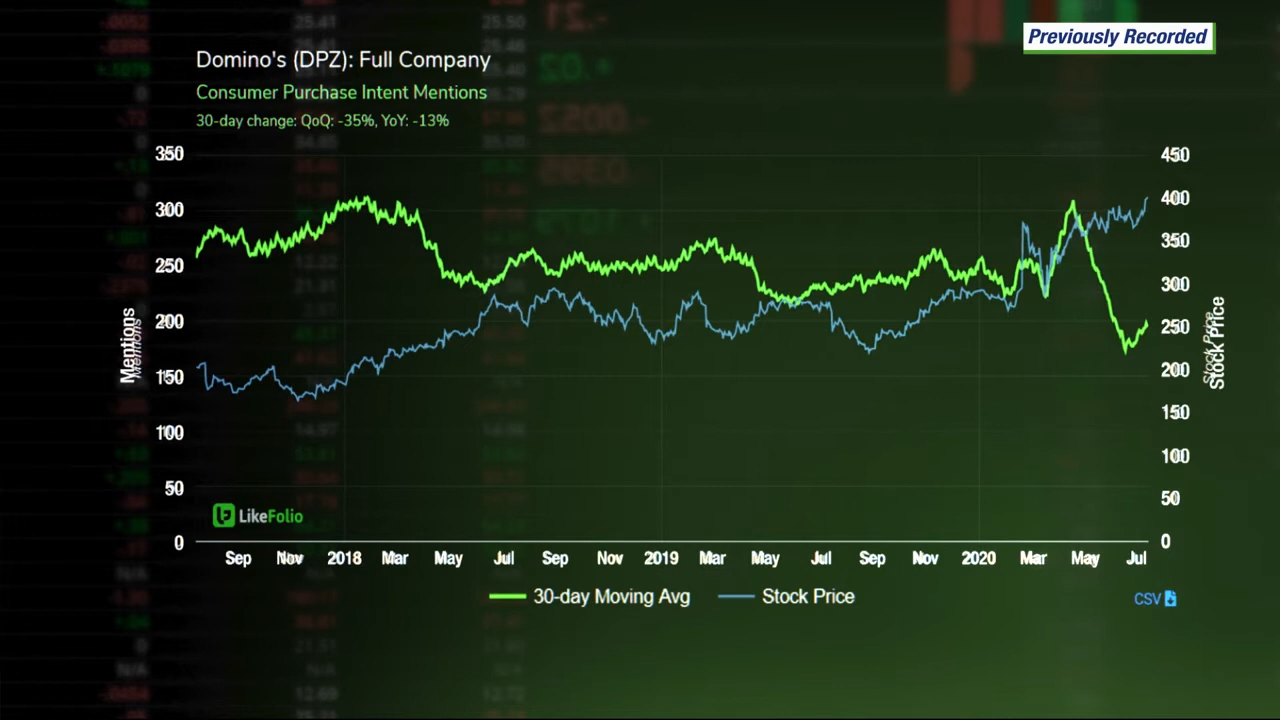 Previously Recorded
Domino's (DPZ): Full Company
Consumer Purchase Intent Mentions
30-day change: QoQ: -35%, YoY: -13%
350
300
250
200
150
100
50
0
Mentions
450
400
350
300
250
200
150
100
50
0
Stock Price
LikeFolio
Sep Nov 2018 Mar May Jul Sep Nov 2019 Mar May Jul Sep Nov 2020 Mar May Jul
30-day Moving Avg Stock Price
CSV